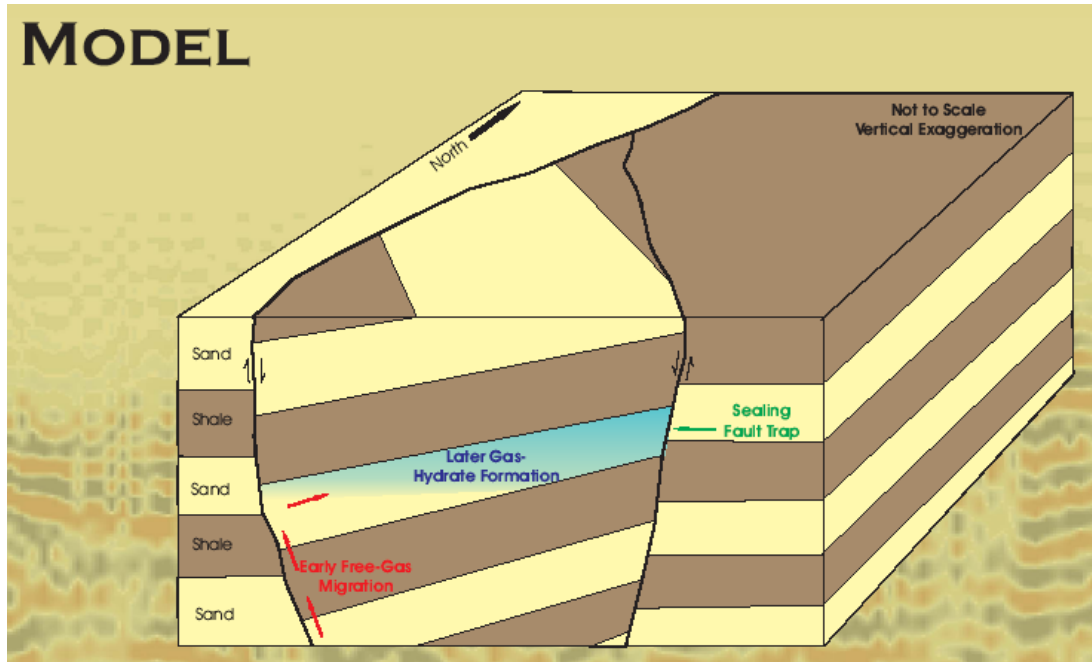 MODEL
Not to Scale
Vertical Exaggeration
North
Sand
Shale
Sand
Shale
Sand
Sealing
Fault Trap
Later Gas-
Hydrate Formation
Early Free-Gas
Migration